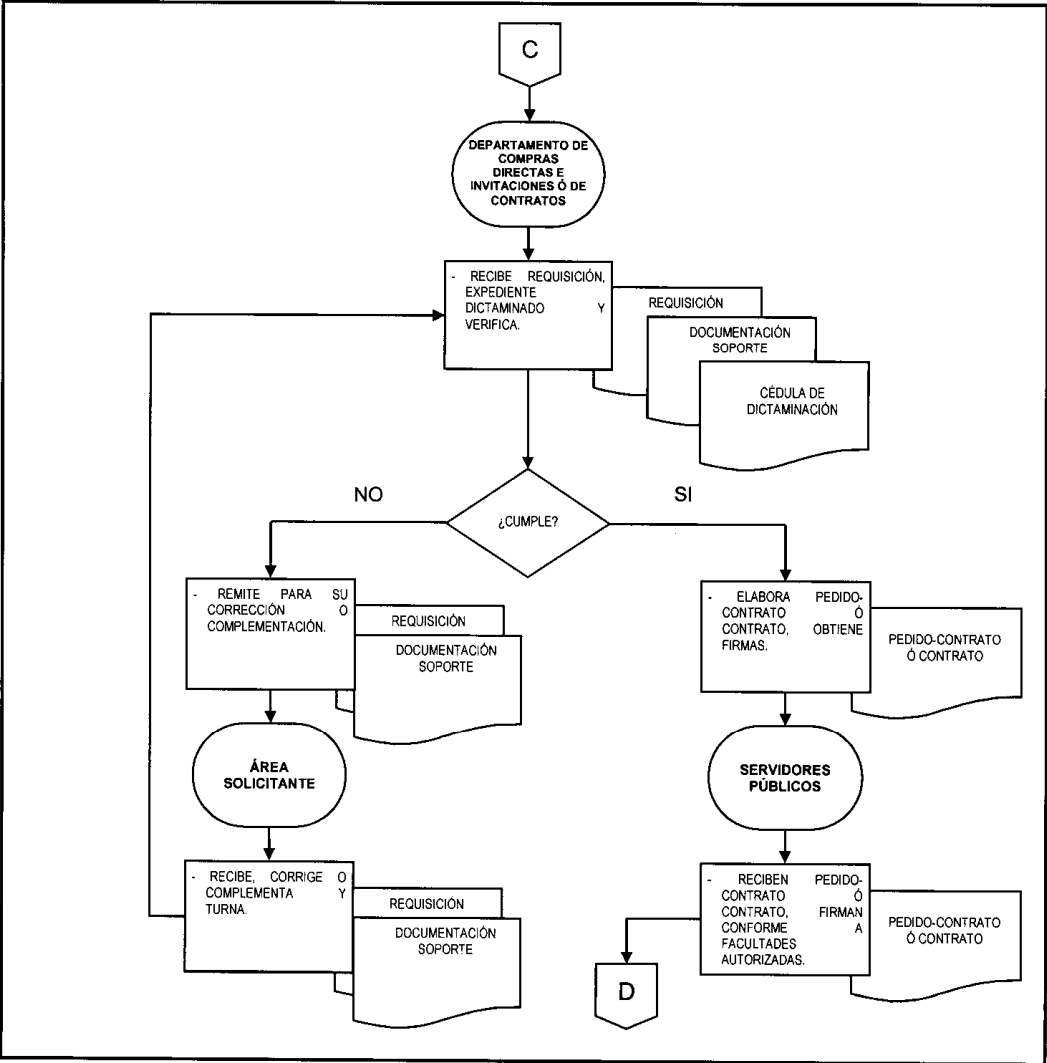 C
DEPARTAMENTO DE
COMPRAS
DIRECTAS E
INVITACIONES Ó DE
CONTRATOS
- RECIBE REQUISICIÓN,
EXPEDIENTE
DICTAMINADO Y
VERIFICA.
REQUISICIÓN
DOCUMENTACIÓN
SOPORTE
CÉDULA DE
DICTAMINACIÓN
¿CUMPLE?
NO
SI
- REMITE PARA SU
CORRECCIÓN O
COMPLEMENTACIÓN.
REQUISICIÓN
DOCUMENTACIÓN
SOPORTE
- ELABORA PEDIDO-
CONTRATO Ó
CONTRATO, OBTIENE
FIRMAS.
PEDIDO-CONTRATO
Ó CONTRATO
ÁREA
SOLICITANTE
SERVIDORES
PÚBLICOS
- RECIBE, CORRIGE O
COMPLEMENTA Y
TURNA.
REQUISICIÓN
DOCUMENTACIÓN
SOPORTE
- RECIBEN PEDIDO-
CONTRATO Ó
CONTRATO, FIRMAN
CONFORME A
FACULTADES
AUTORIZADAS.
PEDIDO-CONTRATO
Ó CONTRATO
D